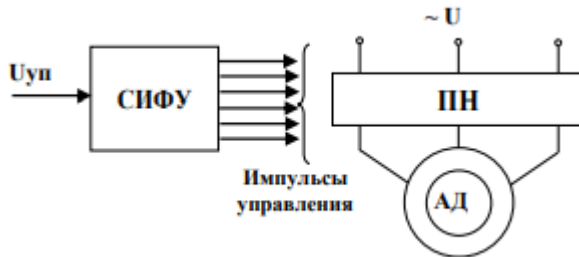 ~ U
Uуп
СИФУ
ПН
Импульсы
управления
АД